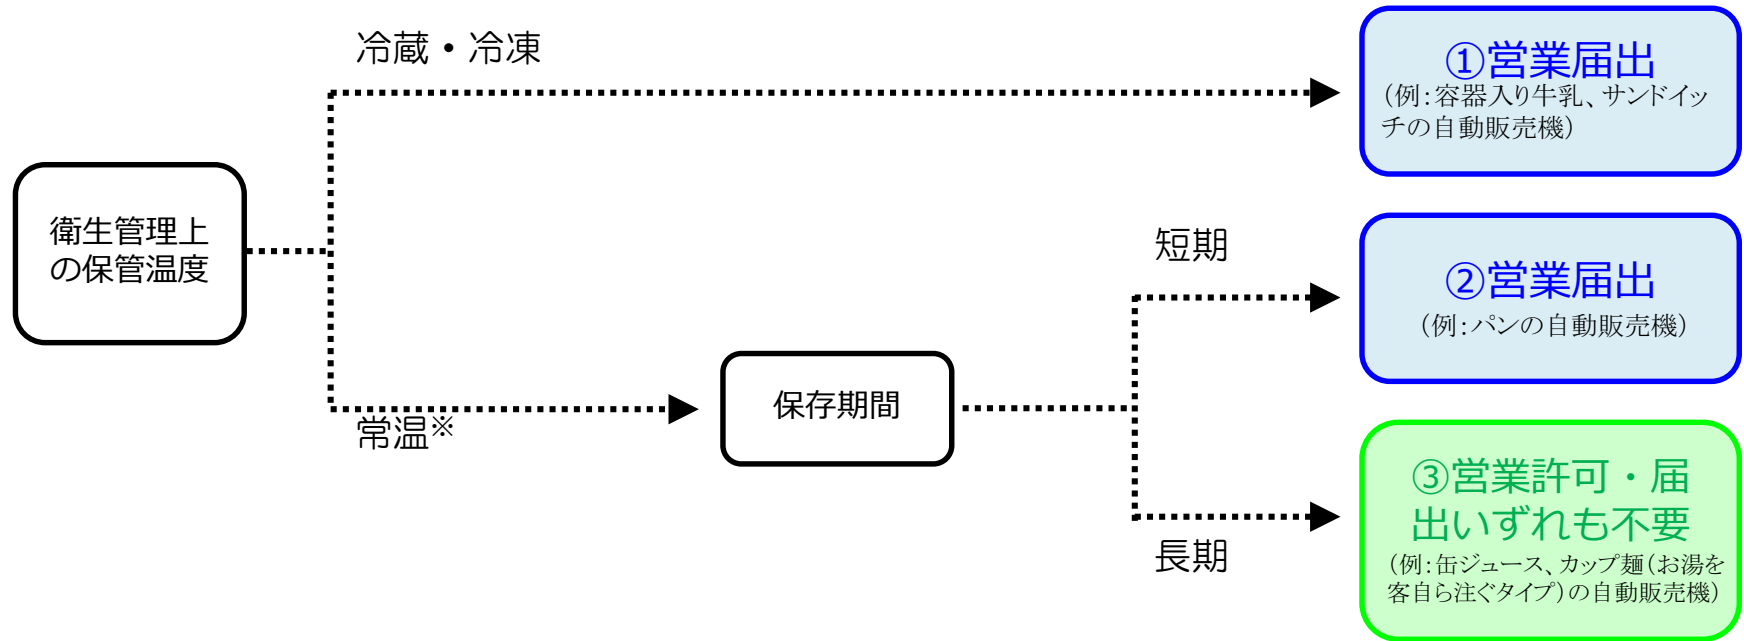 冷蔵・冷凍
①営業届出
（例：容器入り牛乳、サンドイッ
チの自動販売機）
衛生管理上
の保管温度
短期
②営業届出
（例：パンの自動販売機）
保存期間
常温※
③営業許可・届
出いずれも不要
（例：缶ジュース、カップ麺（お湯を
客自ら注ぐタイプ）の自動販売機）
長期